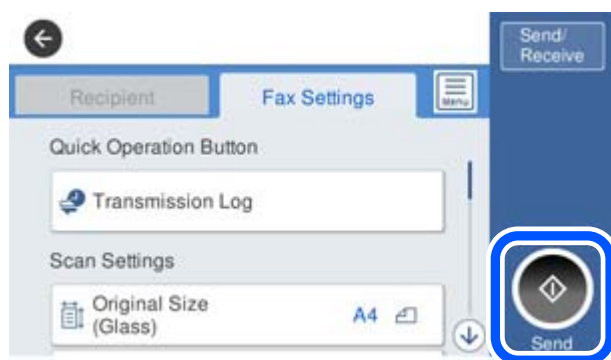 Send/
Receive
Recipient
Fax Settings
Menu
Quick Operation Button
Transmission Log
Scan Settings
Original Size
(Glass)
A4
Send